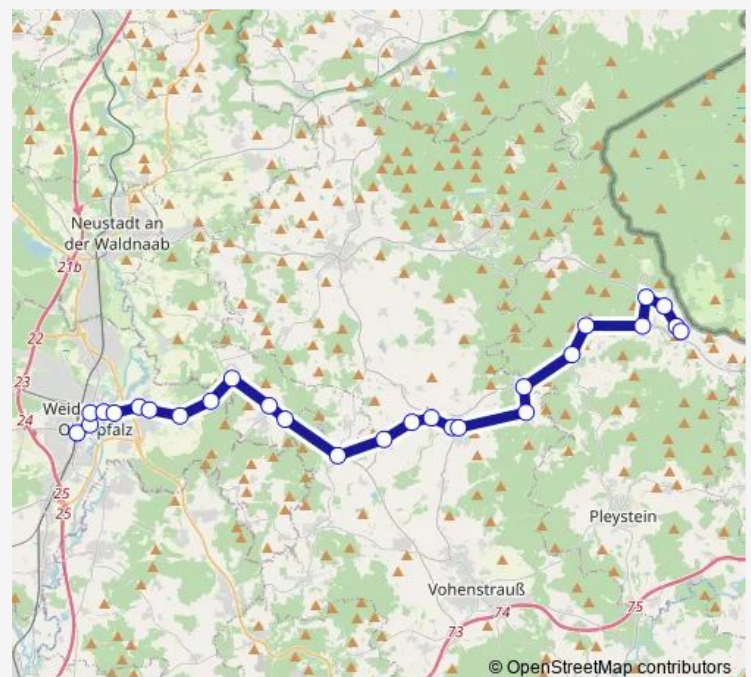 Neustadt an
der Waldnaab
21b
22
23
24
Weid
O pfalz
25
25
Pleystein
Vohenstrauß
73
74
75
© OpenStreetMap contributors